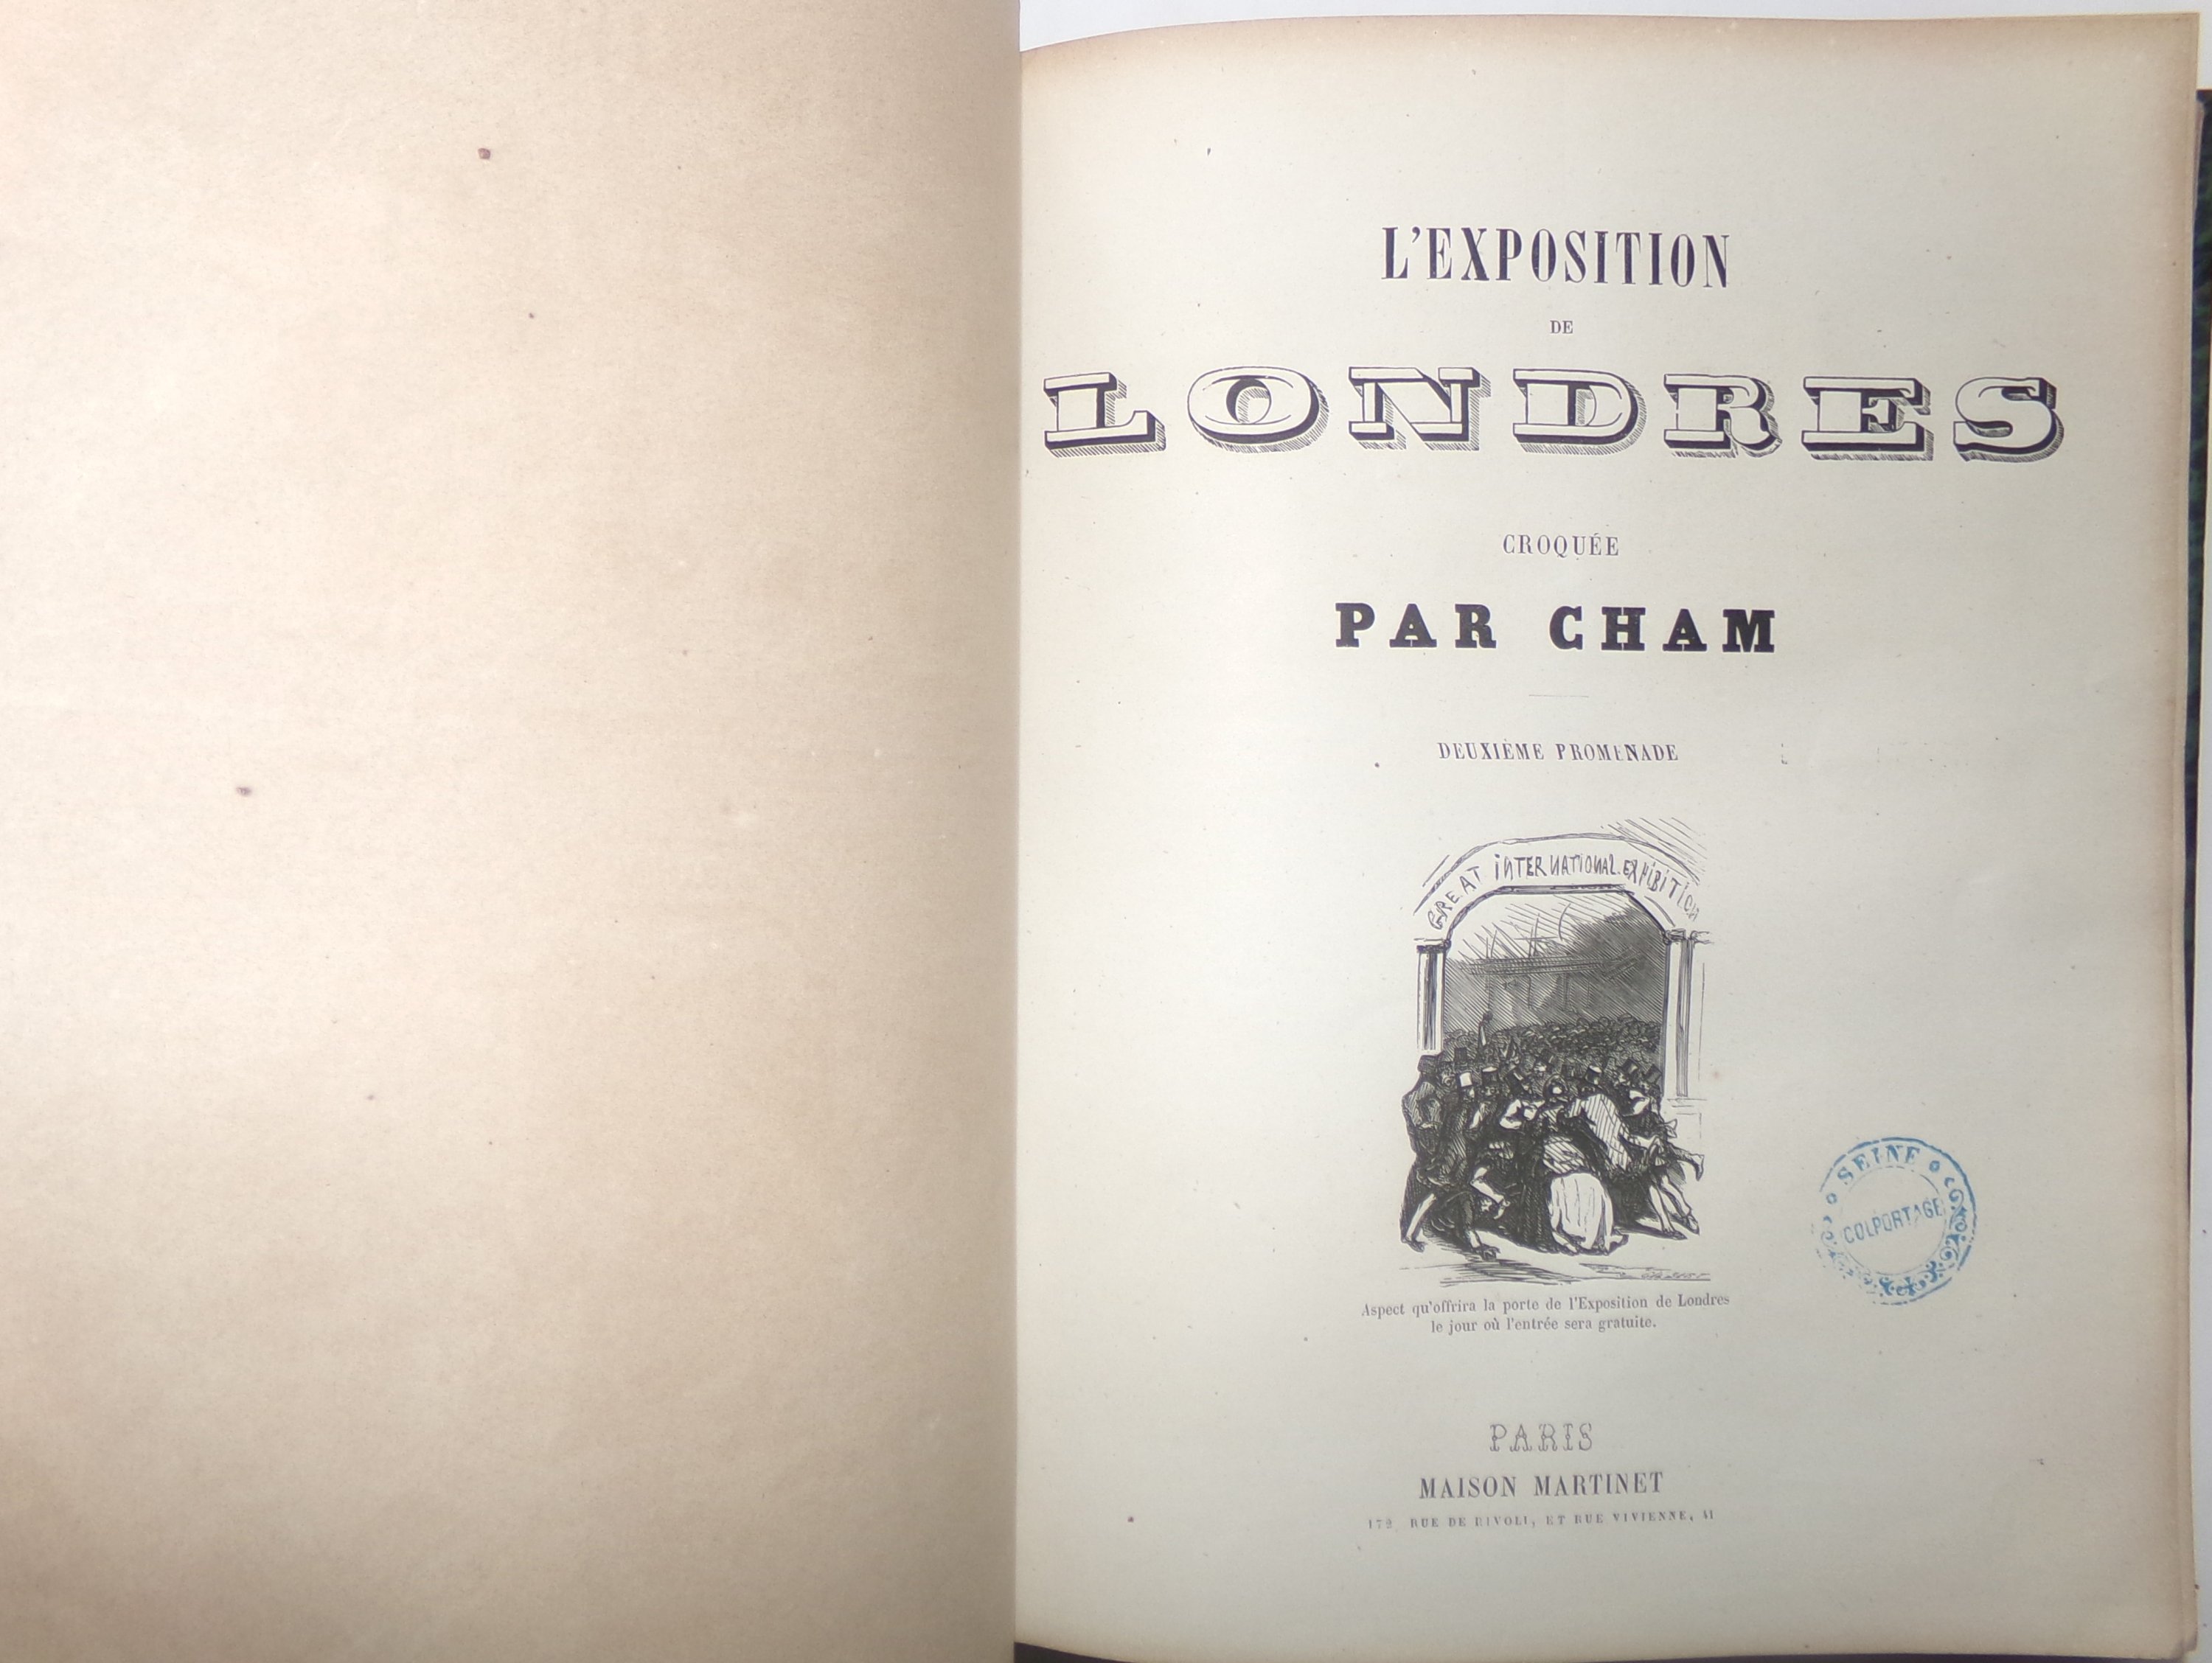 L'EXPOSITION
DE
LONDRES
CROQUÉE
PAR CHAM
DEUXIÈME PROMENADE
GREAT INTERNATIONAL EXHIBITION
SEINE
COLPORTAGE
Aspect qu'offrira la porte de l'Exposition de Londres
le jour où l'entrée sera gratuite.
PARIS
MAISON MARTINET
172 RUE DE RIVOLI, ET RUE VIVIENNE, 41